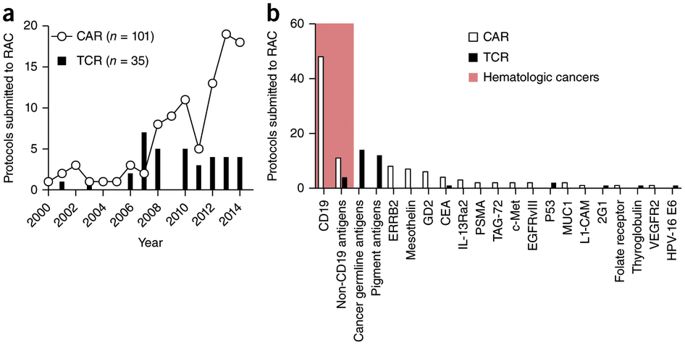 a
Protocols submitted to RAC
20
15
10
5
0
CAR (n = 101)
TCR (n = 35)
2000
2002
2004
2006
2008
2010
2012
2014
Year
b
Protocols submitted to RAC
60
40
20
0
CAR
TCR
Hematologic cancers
CD19
Non-CD19 antigens
Cancer germline antigens
Pigment antigens
ERRB2
Mesothelin
GD2
CEA
IL-13Ra2
PSMA
TAG-72
c-Met
EGFRvIII
P53
MUC1
L1-CAM
2G1
Folate receptor
Thyroglobulin
VEGFR2
HPV-16 E6